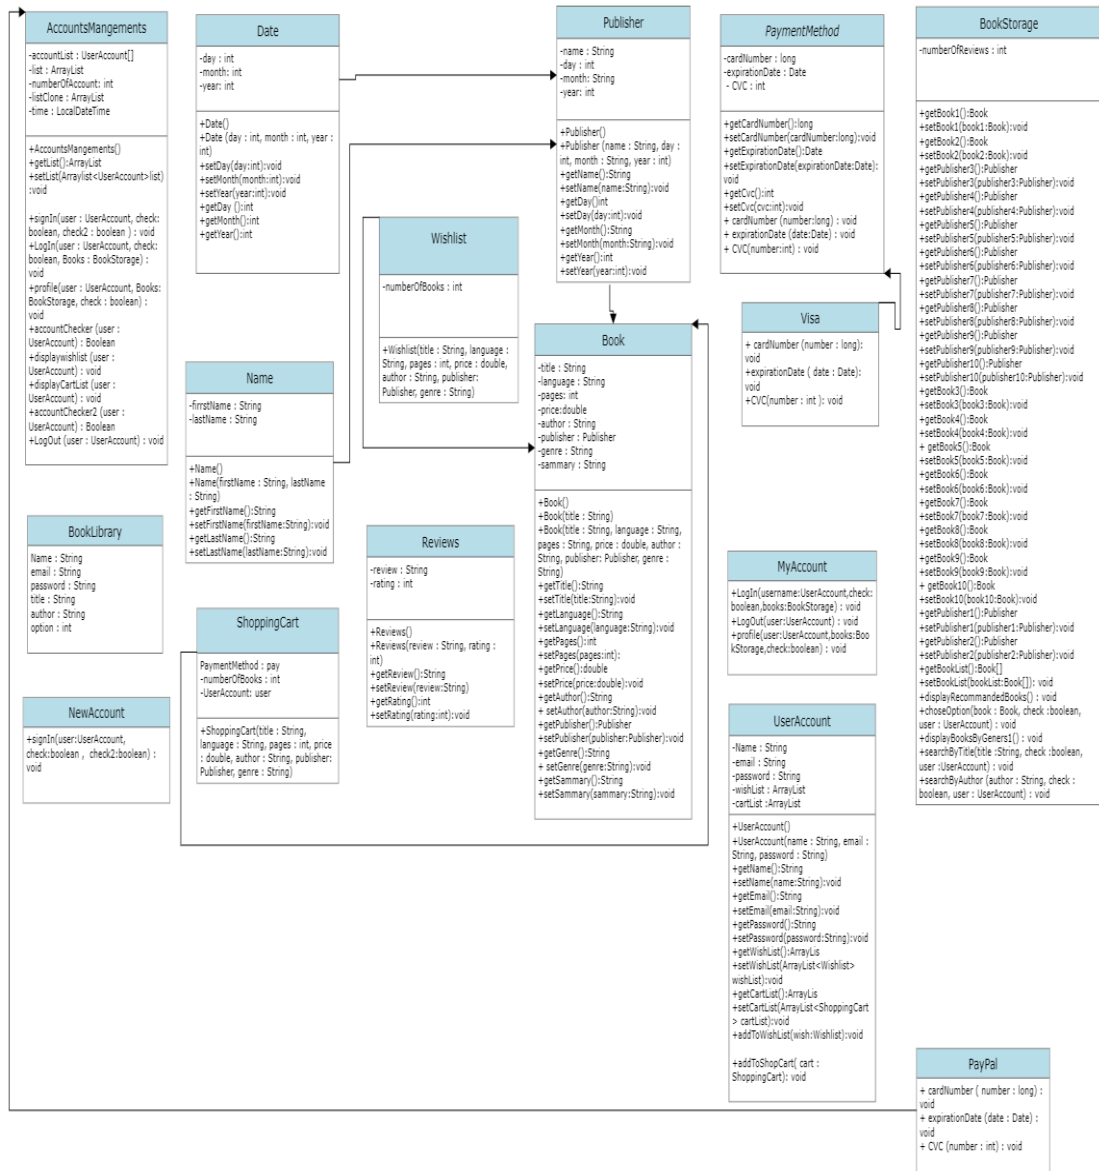 AccountsMangements
-accountList : UserAccount[]
-list : ArrayList
-numberOfAccount: int
-listClone : ArrayList
-time : LocalDateTime
+AccountsMangements()
+getList():ArrayList
+setList(Arraylist<UserAccount>list)
:void
+signIn(user : UserAccount, check:
boolean, check2 : boolean ) : void
+LogIn(user : UserAccount, check:
boolean, Books : BookStorage) :
void
+profile(user : UserAccount, Books:
BookStorage, check : boolean) :
void
+accountChecker (user :
UserAccount) : Boolean
+displaywishlist (user :
UserAccount) : void
+displayCartList (user :
UserAccount) : void
+accountChecker2 (user :
UserAccount) : Boolean
+LogOut (user : UserAccount) : void
Date
-day : int
-month: int
-year: int
+Date()
+Date (day : int, month : int, year :
int)
+setDay(day:int):void
+setMonth(month:int):void
+setYear(year:int):void
+getDay ():int
+getMonth():int
+getYear():int
Publisher
-name : String
-day : int
-month: String
-year: int
+Publisher()
+Publisher (name : String, day :
int, month : String, year : int)
+getName():String
+setName(name:String):void
+getDay()int
+setDay(day:int):void
+getMonth():String
+setMonth(month:String):void
+getYear():int
+setYear(year:int):void
PaymentMethod
-cardNumber : long
-expirationDate : Date
- CVC : int
+getCardNumber():long
+setCardNumber(cardNumber:long):void
+getExpirationDate():Date
+setExpirationDate(expirationDate:Date):
void
+getCvc():int
+setCvc(cvc:int):void
+ cardNumber (number:long) : void
+ expirationDate (date:Date) : void
+ CVC(number:int) : void
BookStorage
-numberOfReviews : int
+getBook1():Book
+setBook1(book1:Book):void
+getBook2():Book
+setBook2(book2:Book):void
+getPublisher3():Publisher
+setPublisher3(publisher3:Publisher):void
+getPublisher4():Publisher
+setPublisher4(publisher4:Publisher):void
+getPublisher5():Publisher
+setPublisher5(publisher5:Publisher):void
+getPublisher6():Publisher
+setPublisher6(publisher6:Publisher):void
+getPublisher7():Publisher
+setPublisher7(publisher7:Publisher):void
+getPublisher8():Publisher
+setPublisher8(publisher8:Publisher):void
+getPublisher9():Publisher
+setPublisher9(publisher9:Publisher):void
+getPublisher10():Publisher
+setPublisher10(publisher10:Publisher):void
+getBook3():Book
+setBook3(book3:Book):void
+getBook4():Book
+setBook4(book4:Book):void
+ getBook5():Book
+setBook5(book5:Book):void
+getBook6():Book
+setBook6(book6:Book):void
+getBook7():Book
+setBook7(book7:Book):void
+getBook8():Book
+setBook8(book8:Book):void
+getBook9():Book
+setBook9(book9:Book):void
+ getBook10():Book
+setBook10(book10:Book):void
+getPublisher1():Publisher
+setPublisher1(publisher1:Publisher):void
+getPublisher2():Publisher
+setPublisher2(publisher2:Publisher):void
+getBookList():Book[]
+setBookList(bookList:Book[]):void
+displayRecommandedBooks() : void
+choseOption(book : Book, check :boolean,
user : UserAccount) : void
+displayBooksByGeners1() : void
+searchByTitle(title :String, check :boolean,
user :UserAccount) : void
+searchByAuthor (author : String, check :
boolean, user : UserAccount) : void
Wishlist
-numberOfBooks : int
+Wishlist(title : String, language :
String, pages : int, price : double,
author : String, publisher:
Publisher, genre : String)
Visa
+ cardNumber (number : long):
void
+expirationDate ( date : Date):
void
+CVC(number : int ): void
Name
-firrstName : String
-lastName : String
+Name()
+Name(firstName : String, lastName
: String)
+getFirstName():String
+setFirstName(firstName:String):void
+getLastName():String
+setLastName(lastName:String):void
Book
-title : String
-language : String
-pages: int
-price:double
-author : String
-publisher : Publisher
-genre : String
-sammary : String
+Book()
+Book(title : String)
+Book(title : String, language : String,
pages : String, price : double, author :
String, publisher: Publisher, genre :
String)
+getTitle():String
+setTitle(title:String):void
+getLanguage():String
+setLanguage(language:String):void
+getPages():int
+setPages(pages:int):
+getPrice():double
+setPrice(price:double):void
+getAuthor():String
+ setAuthor(author:String):void
+getPublisher():Publisher
+setPublisher(publisher:Publisher):void
+getGenre():String
+ setGenre(genre:String):void
+getSammary():String
+setSammary(sammary:String):void
BookLibrary
Name : String
email : String
password : String
title : String
author : String
option : int
Reviews
-review : String
-rating : int
+Reviews()
+Reviews(review : String, rating :
int)
+getReview():String
+setReview(review:String)
+getRating():int
+setRating(rating:int):void
MyAccount
+LogIn(username:UserAccount,check:
boolean,books:BookStorage) : void
+LogOut(user:UserAccount) : void
+profile(user:UserAccount,books:Boo
kStorage,check:boolean) : void
ShoppingCart
PaymentMethod : pay
-numberOfBooks : int
-UserAccount: user
+ShoppingCart(title : String,
language : String, pages : int, price
: double, author : String, publisher:
Publisher, genre : String)
NewAccount
+signIn(user:UserAccount,
check:boolean , check2:boolean) :
void
UserAccount
-Name : String
-email : String
-password : String
-wishList : ArrayList
-cartList :ArrayList
+UserAccount()
+UserAccount(name : String, email :
String, password : String)
+getName():String
+setName(name:String):void
+getEmail():String
+setEmail(email:String):void
+getPassword():String
+setPassword(password:String):void
+getWishList():ArrayLis
+setWishList(ArrayList<Wishlist>
wishList):void
+getCartList():ArrayLis
+setCartList(ArrayList<ShoppingCart
> cartList):void
+addToWishList(wish:Wishlist):void
+addToShopCart( cart :
ShoppingCart): void
PayPal
+ cardNumber ( number : long) :
void
+ expirationDate (date : Date) :
void
+ CVC (number : int) : void